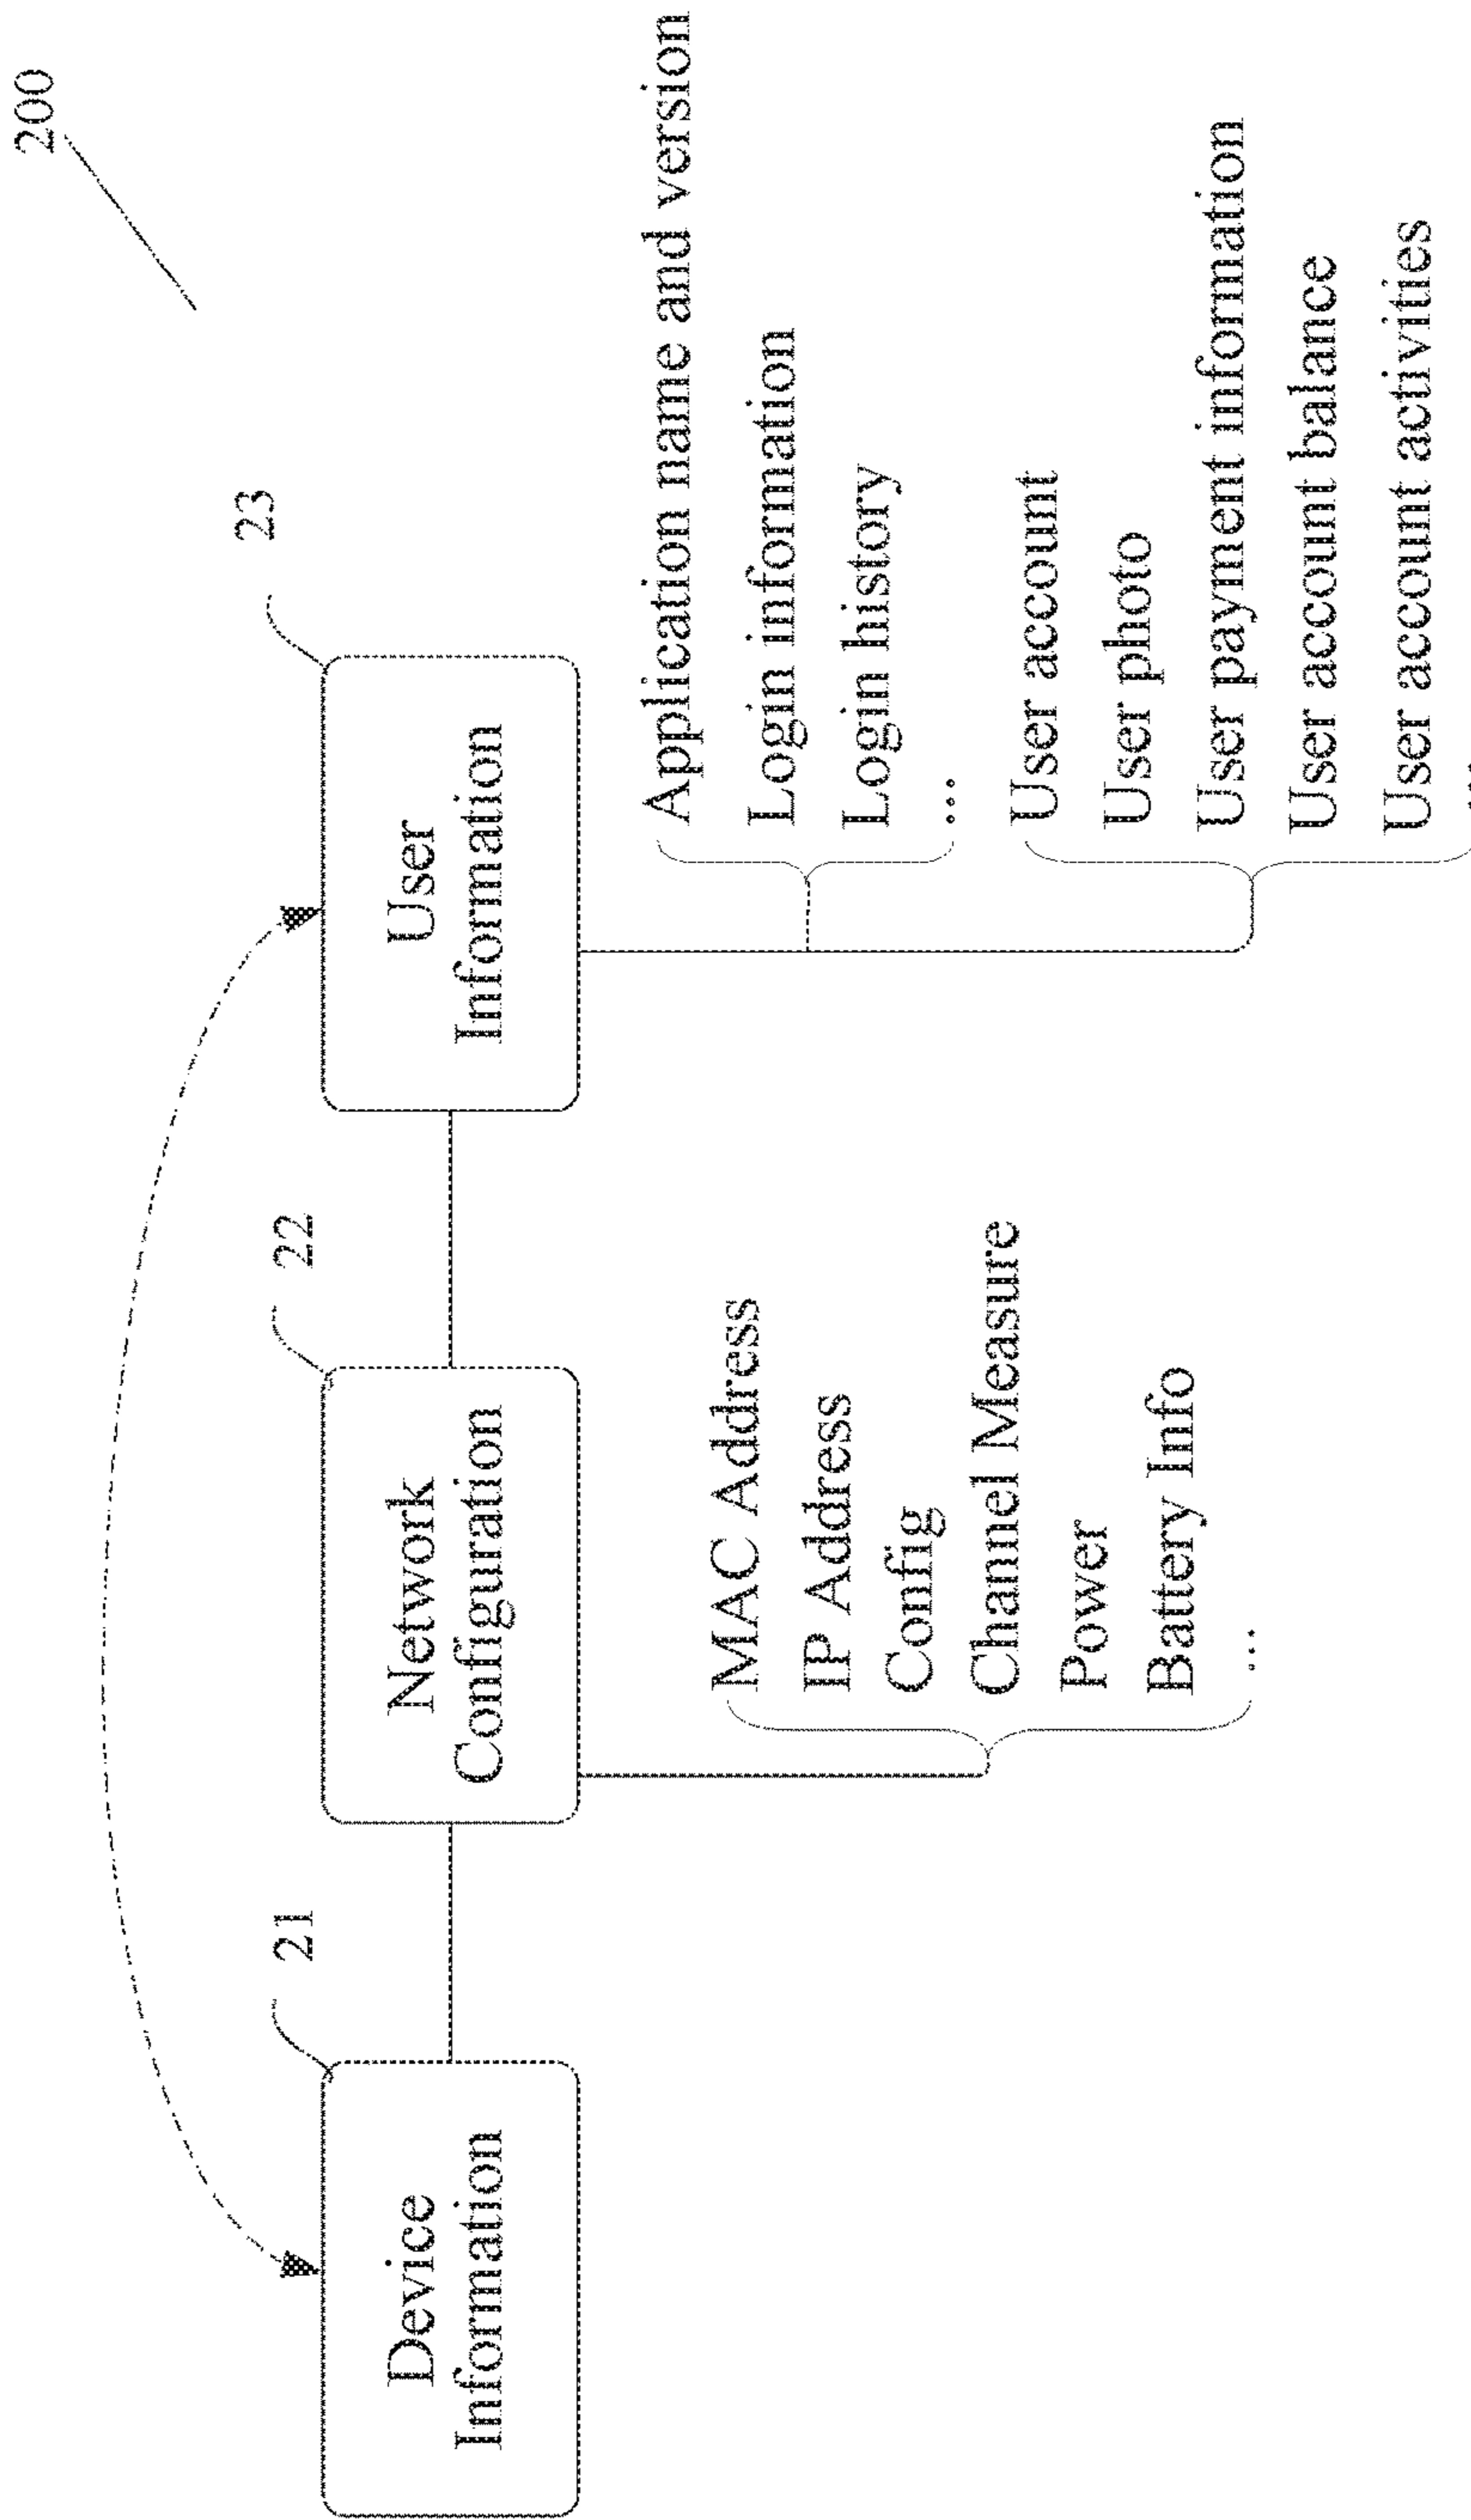 200
21
Device
Information
22
Network
Configuration
MAC Address
IP Address
Config
Channel Measure
Power
Battery Info
...
23
User
Information
Application name and version
Login information
Login history
...
User account
User photo
User payment information
User account balance
User account activities
...